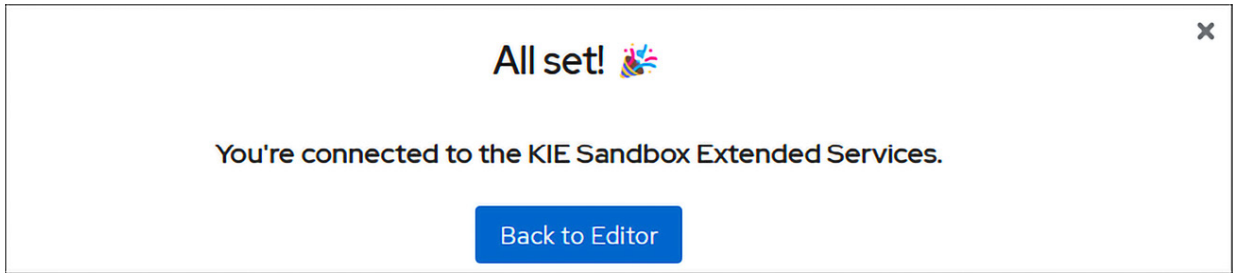 All set! 🎉
You're connected to the KIE Sandbox Extended Services.
Back to Editor